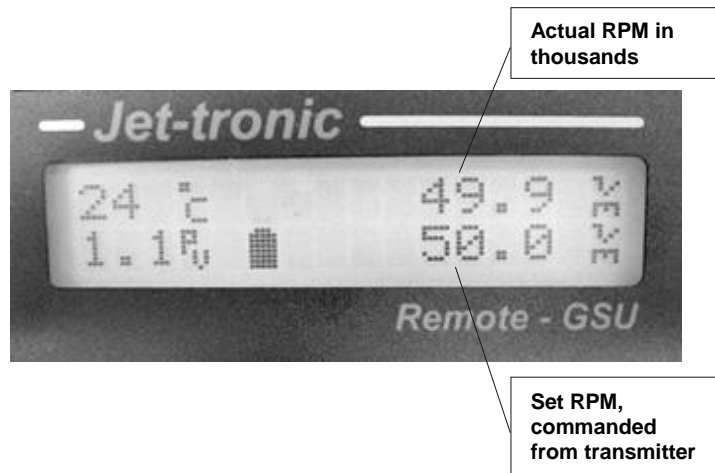 Actual RPM in
thousands
Jet-tronic
24 °C 49.9
1.1PV 50.0
Remote - GSU
Set RPM,
commanded
from transmitter